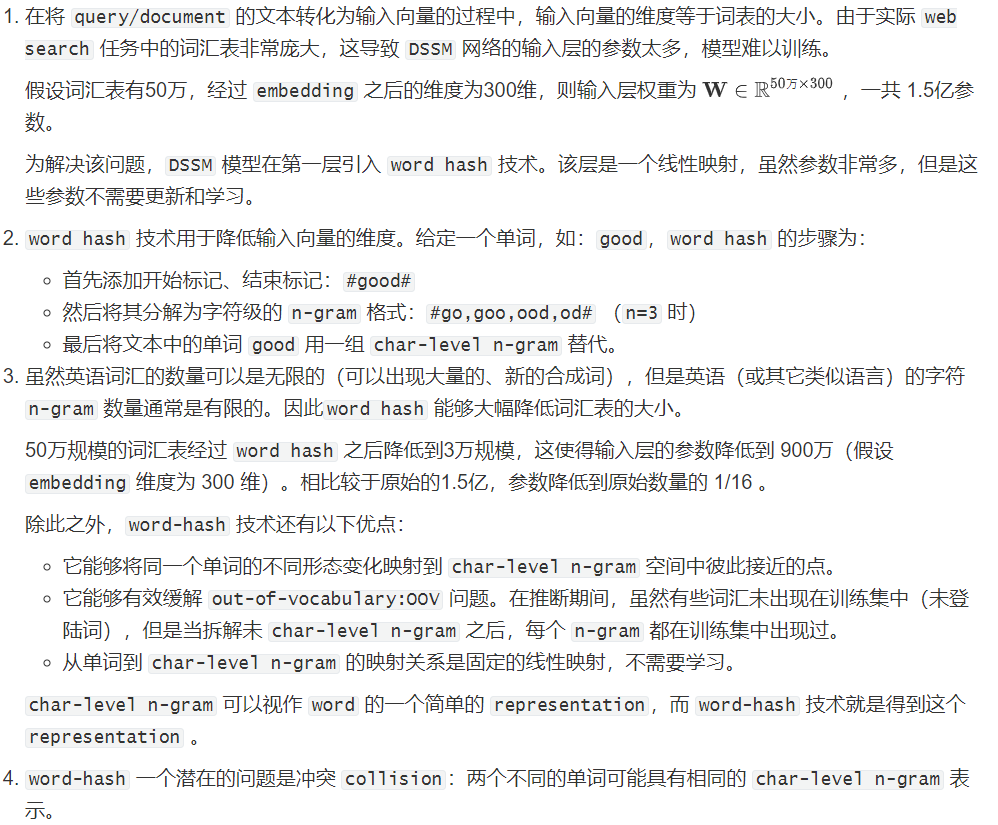 1. 在将 query/document 的文本转化为输入向量的过程中，输入向量的维度等于词表的大小。由于实际 web
search 任务中的词汇表非常庞大，这导致 DSSM 网络的输入层的参数太多，模型难以训练。
假设词汇表有50万，经过 embedding 之后的维度为300维，则输入层权重为 W ∈ ℝ^{50万×300} ，一共 1.5亿参
数。
为解决该问题，DSSM 模型在第一层引入 word hash 技术。该层是一个线性映射，虽然参数非常多，但是这
些参数不需要更新和学习。
2. word hash 技术用于降低输入向量的维度。给定一个单词，如：good，word hash 的步骤为：
◦ 首先添加开始标记、结束标记：#good#
◦ 然后将其分解为字符级的 n-gram 格式：#go,goo,ood,od# （n=3 时）
◦ 最后将文本中的单词 good 用一组 char-level n-gram 替代。
3. 虽然英语词汇的数量可以是无限的（可以出现大量的、新的合成词），但是英语（或其它类似语言）的字符
n-gram 数量通常是有限的。因此word hash 能够大幅降低词汇表的大小。
50万规模的词汇表经过 word hash 之后降低到3万规模，这使得输入层的参数降低到 900万（假设
embedding 维度为 300 维）。相比较于原始的1.5亿，参数降低到原始数量的 1/16 。
除此之外，word-hash 技术还有以下优点：
◦ 它能够将同一个单词的不同形态变化映射到 char-level n-gram 空间中彼此接近的点。
◦ 它能够有效缓解 out-of-vocabulary:OOV 问题。在推断期间，虽然有些词汇未出现在训练集中（未登
陆词），但是当拆解未 char-level n-gram 之后，每个 n-gram 都在训练集中出现过。
◦ 从单词到 char-level n-gram 的映射关系是固定的线性映射，不需要学习。
char-level n-gram 可以视作 word 的一个简单的 representation，而 word-hash 技术就是得到这个
representation 。
4. word-hash 一个潜在的问题是冲突 collision：两个不同的单词可能具有相同的 char-level n-gram 表
示。